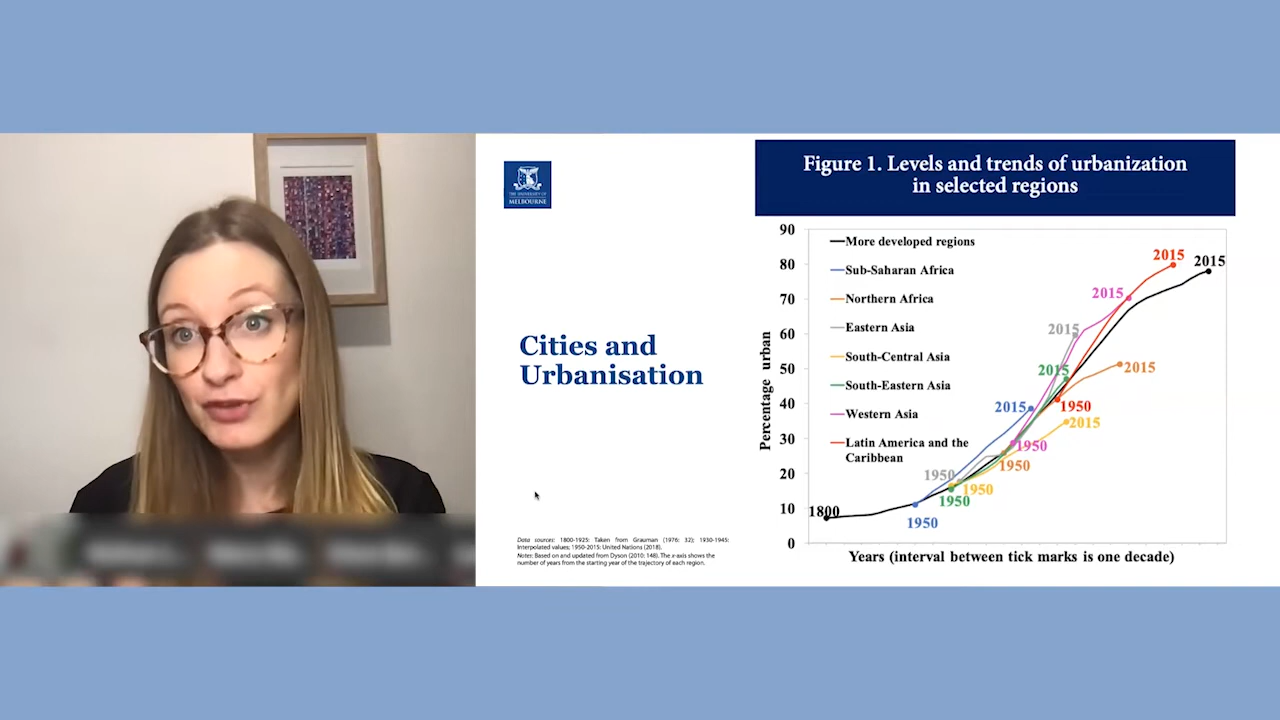 THE UNIVERSITY OF
MELBOURNE
Cities and
Urbanisation
Data sources: 1800-1925: Taken from Grauman (1976: 32); 1930-1945:
Interpolated values; 1950-2015: United Nations (2018).
Note: Based on and updated from Dyson (2010: 148). The x-axis shows the
number of years from the starting year of the trajectory of each region.
Figure 1. Levels and trends of urbanization
in selected regions
Percentage urban
90
80
70
60
50
40
30
20
10
0
More developed regions
Sub-Saharan Africa
Northern Africa
Eastern Asia
South-Central Asia
South-Eastern Asia
Western Asia
Latin America and the
Caribbean
2015
2015
2015
2015
2015
2015
2015
2015
1950
1950
1950
1950
1950
1950
1950
1800
Years (interval between tick marks is one decade)